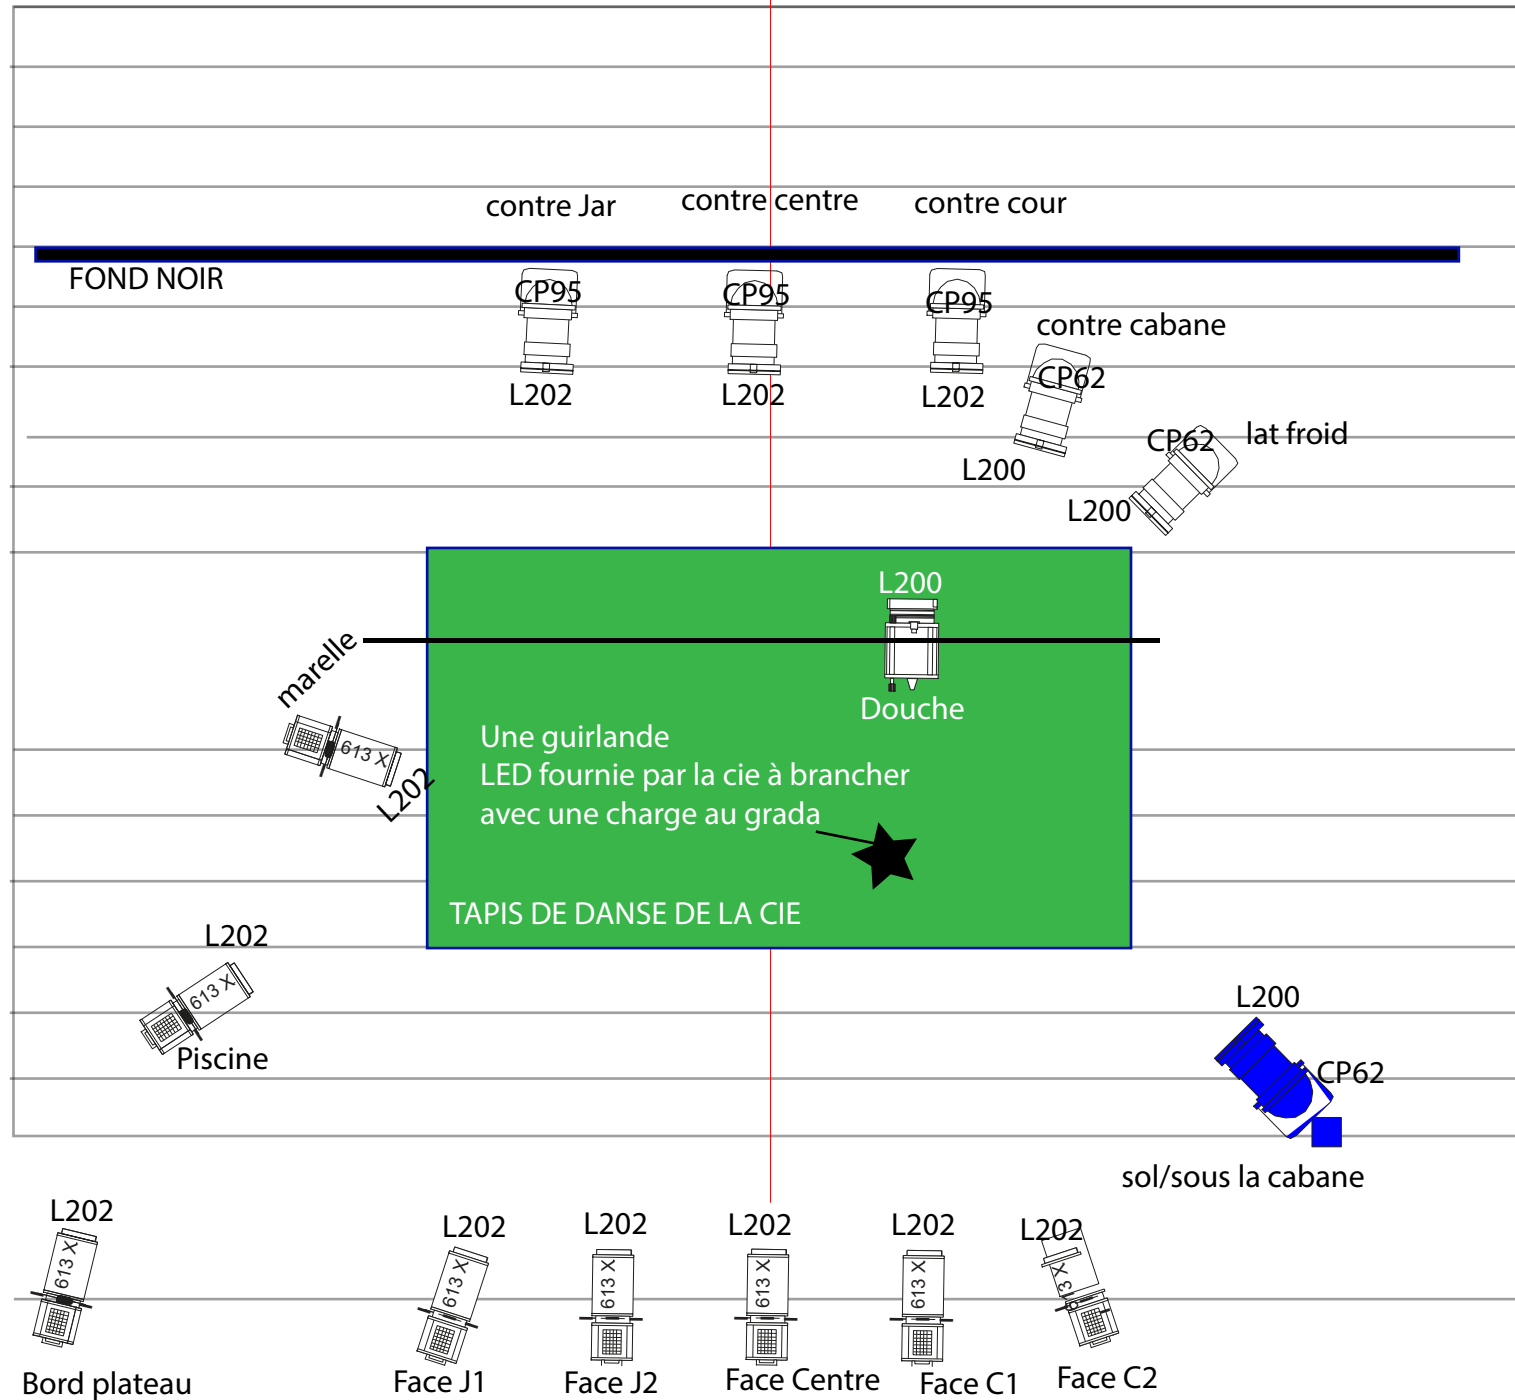 contre Jar
contre centre
contre cour
FOND NOIR
CP95
CP95
CP95
contre cabane
L202
L202
L202
CP62
L200
CP62
lat froid
L200
L200
marelle
Douche
613 X
L202
Une guirlande
LED fournie par la cie à brancher
avec une charge au grada
TAPIS DE DANSE DE LA CIE
L202
613 X
Piscine
L200
CP62
sol/sous la cabane
L202
L202
L202
L202
L202
L202
613 X
613 X
613 X
613 X
613 X
613 X
Bord plateau
Face J1
Face J2
Face Centre
Face C1
Face C2